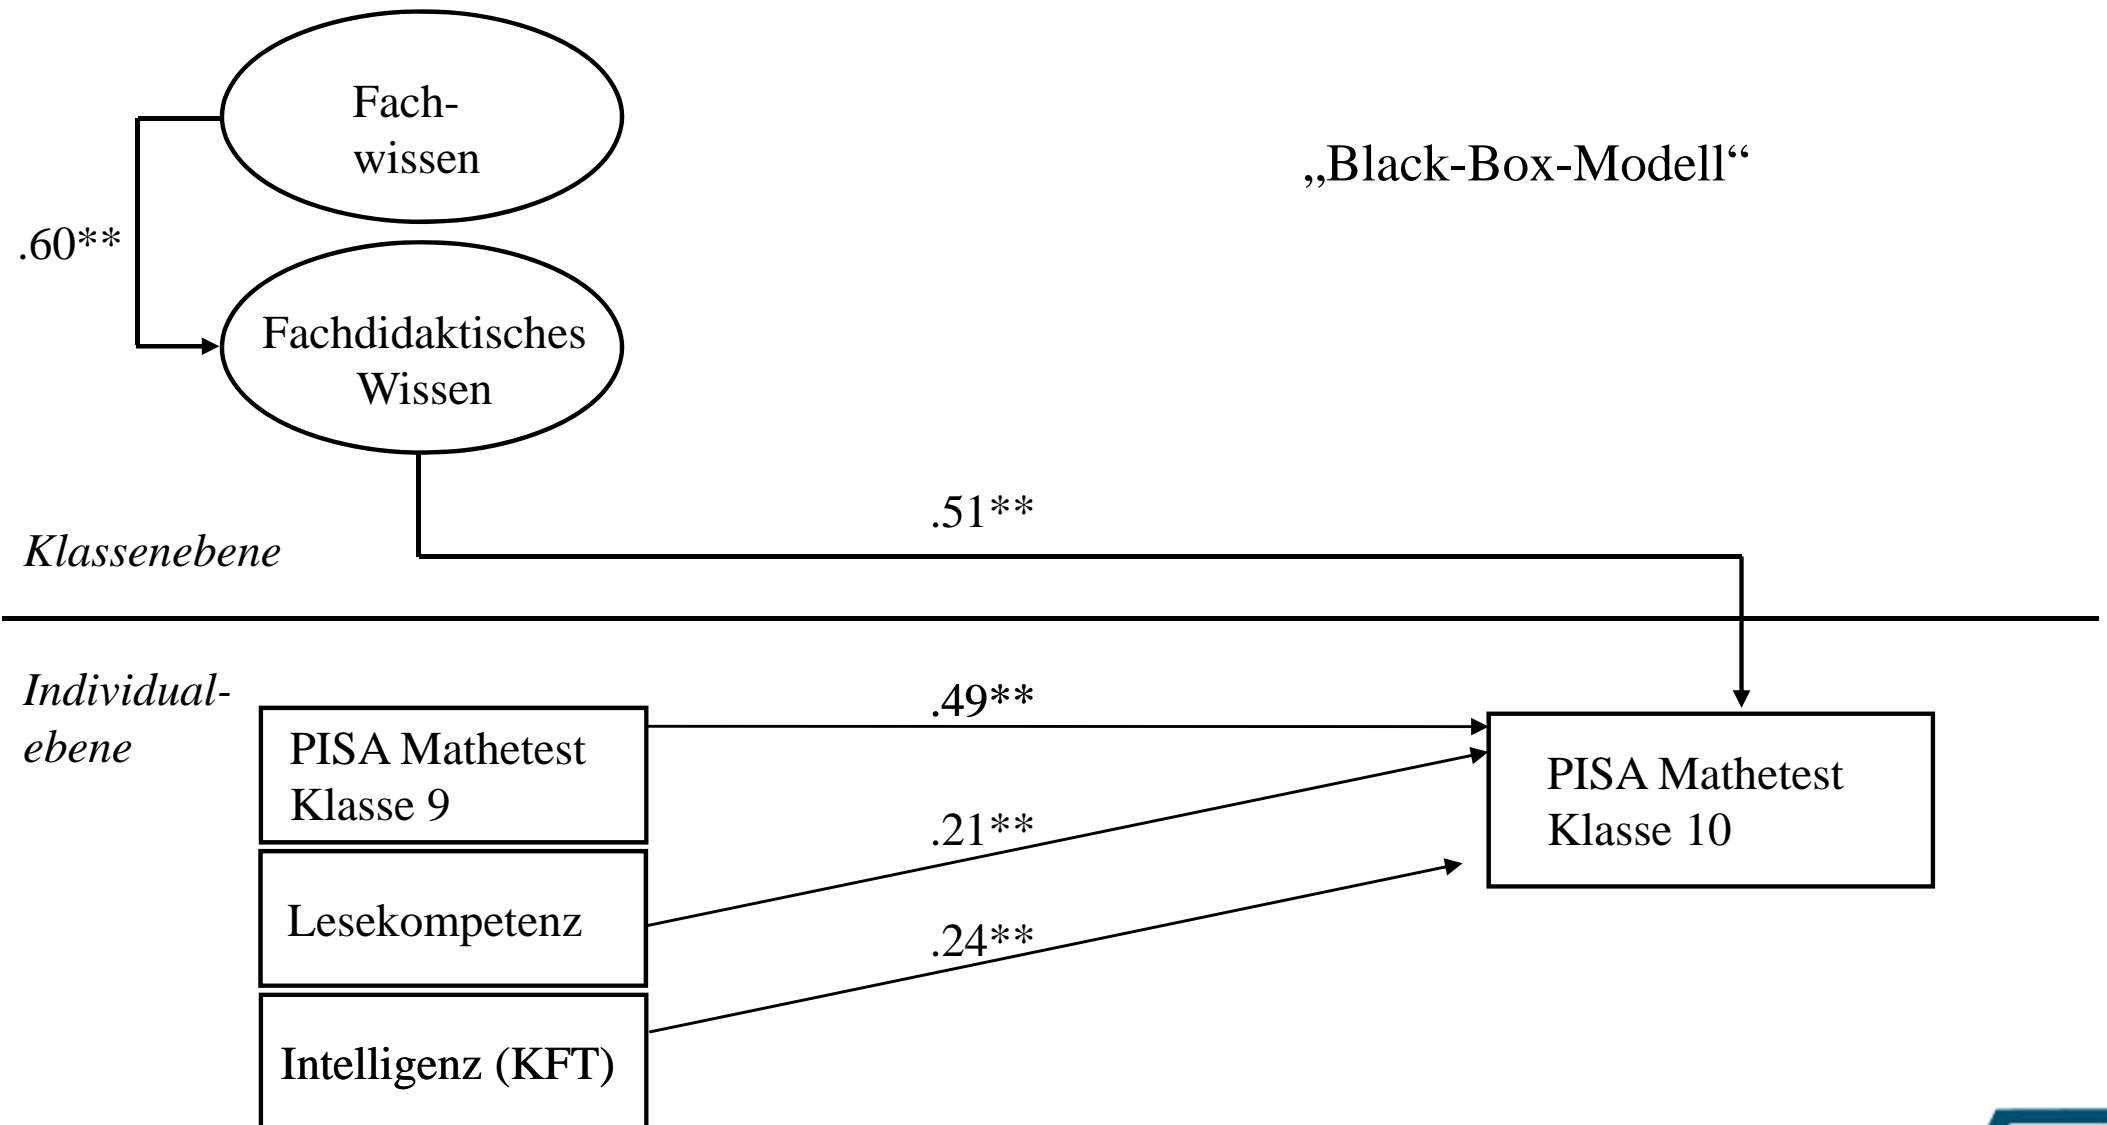 Fach-
wissen
„Black-Box-Modell“
.60**
Fachdidaktisches
Wissen
.51**
Klassenebene
Individual-
ebene
.49**
PISA Mathetest
Klasse 9
PISA Mathetest
Klasse 10
.21**
Lesekompetenz
.24**
Intelligenz (KFT)